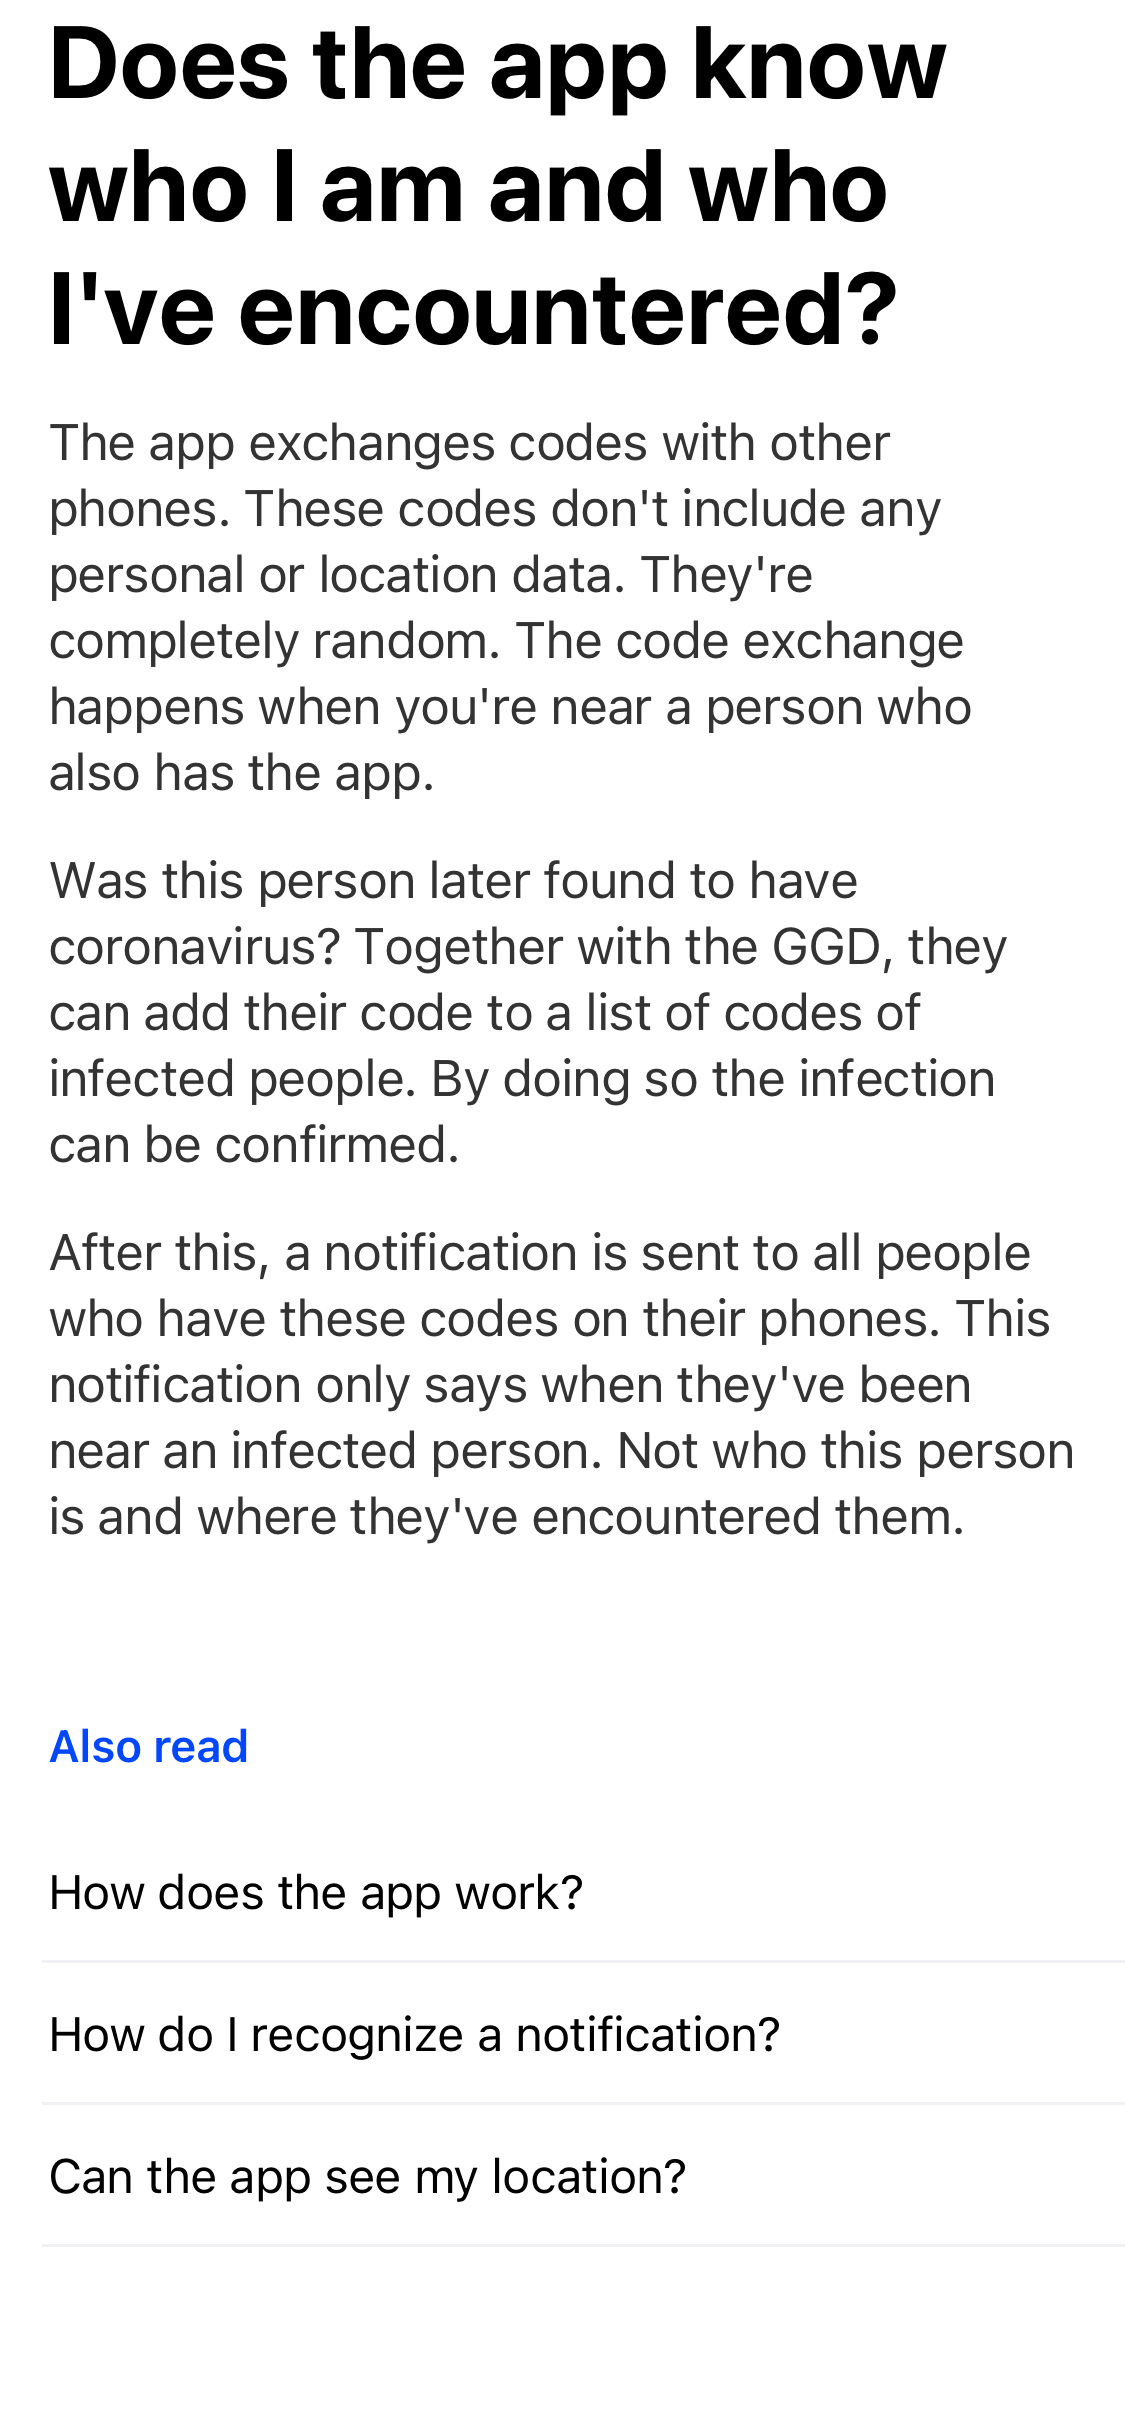 Does the app know
who I am and who
I've encountered?
The app exchanges codes with other
phones. These codes don't include any
personal or location data. They're
completely random. The code exchange
happens when you're near a person who
also has the app.
Was this person later found to have
coronavirus? Together with the GGD, they
can add their code to a list of codes of
infected people. By doing so the infection
can be confirmed.
After this, a notification is sent to all people
who have these codes on their phones. This
notification only says when they've been
near an infected person. Not who this person
is and where they've encountered them.
Also read
How does the app work?
How do I recognize a notification?
Can the app see my location?